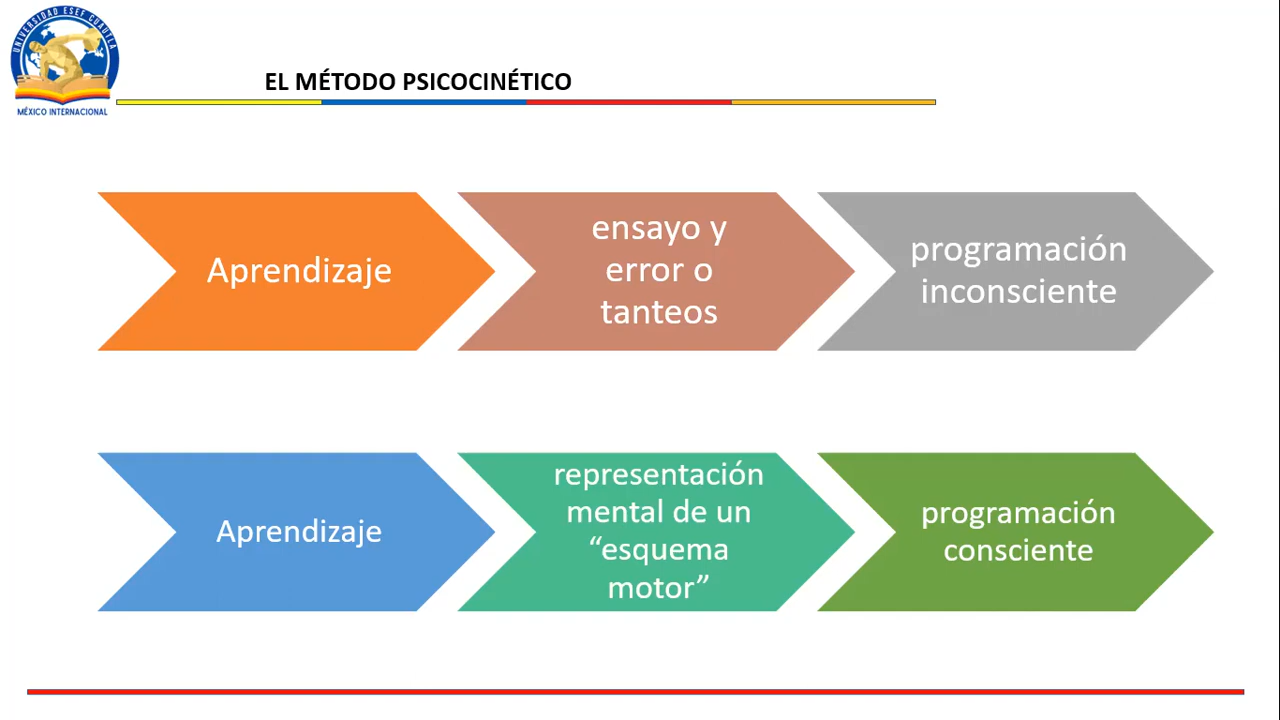 UNIVERSIDAD ESEF CUAUTLA
MÉXICO INTERNACIONAL
EL MÉTODO PSICOCINÉTICO
Aprendizaje
ensayo y
error o
tanteos
programación
inconsciente
Aprendizaje
representación
mental de un
“esquema
motor”
programación
consciente